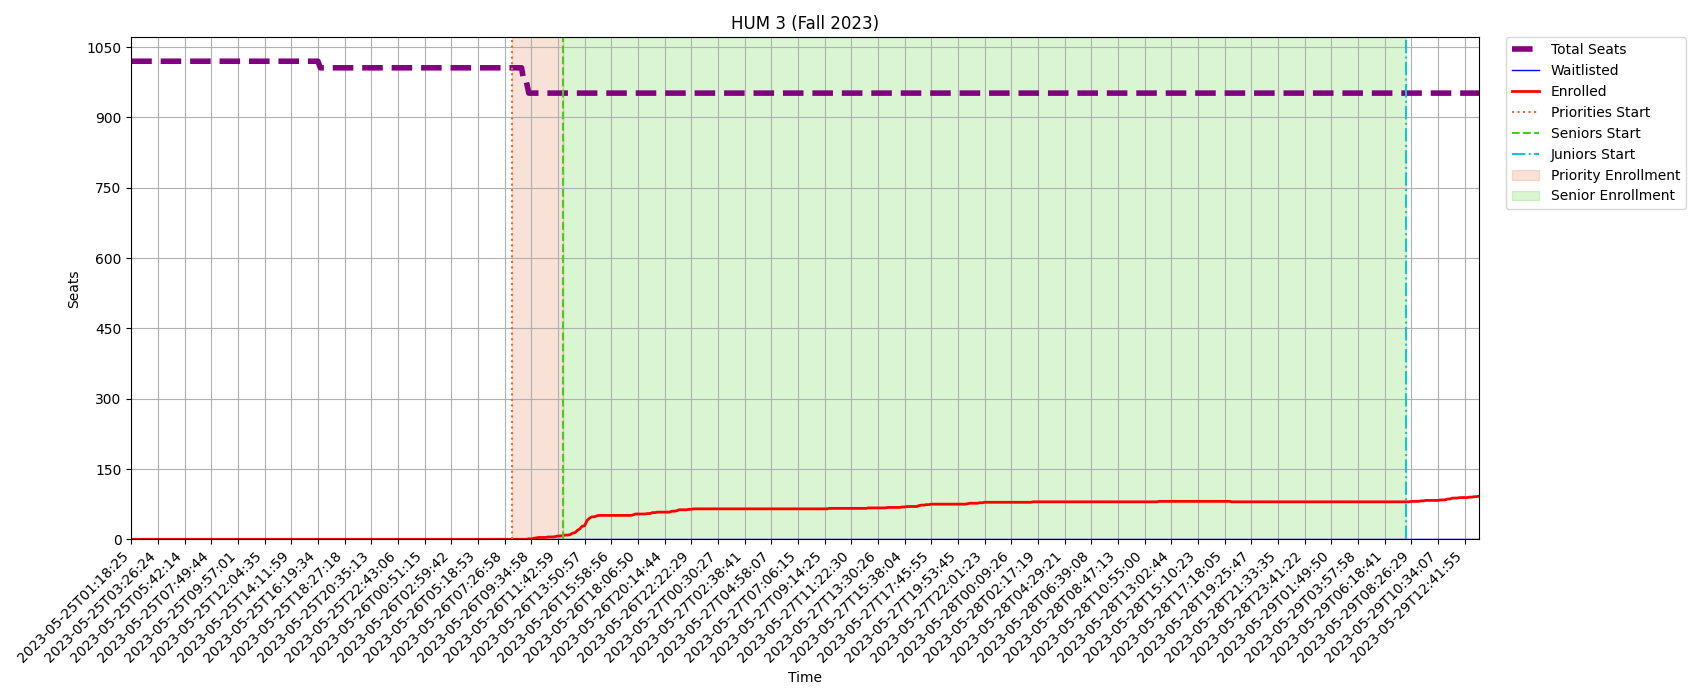 HUM 3 (Fall 2023)
Seats
1050
900
750
600
450
300
150
0
2023-05-25T01:18:25
2023-05-25T03:26:24
2023-05-25T05:42:14
2023-05-25T07:49:44
2023-05-25T09:57:01
2023-05-25T12:04:35
2023-05-25T14:11:59
2023-05-25T16:19:34
2023-05-25T18:27:18
2023-05-25T20:35:13
2023-05-25T22:43:06
2023-05-26T00:51:15
2023-05-26T02:59:42
2023-05-26T05:18:53
2023-05-26T07:26:58
2023-05-26T09:34:58
2023-05-26T11:42:59
2023-05-26T13:50:57
2023-05-26T15:58:56
2023-05-26T18:06:50
2023-05-26T20:14:44
2023-05-26T22:22:29
2023-05-27T00:30:27
2023-05-27T02:38:41
2023-05-27T04:58:07
2023-05-27T07:06:15
2023-05-27T09:14:25
2023-05-27T11:22:30
2023-05-27T13:30:26
2023-05-27T15:38:04
2023-05-27T17:45:55
2023-05-27T19:53:45
2023-05-27T22:01:23
2023-05-28T00:09:26
2023-05-28T02:17:19
2023-05-28T04:29:21
2023-05-28T06:39:08
2023-05-28T08:47:13
2023-05-28T10:55:00
2023-05-28T13:02:44
2023-05-28T15:10:23
2023-05-28T17:18:05
2023-05-28T19:25:47
2023-05-28T21:33:35
2023-05-28T23:41:22
2023-05-29T01:49:50
2023-05-29T03:57:58
2023-05-29T06:18:41
2023-05-29T08:26:29
2023-05-29T10:34:07
2023-05-29T12:41:55
Time
Total Seats
Waitlisted
Enrolled
Priorities Start
Seniors Start
Juniors Start
Priority Enrollment
Senior Enrollment